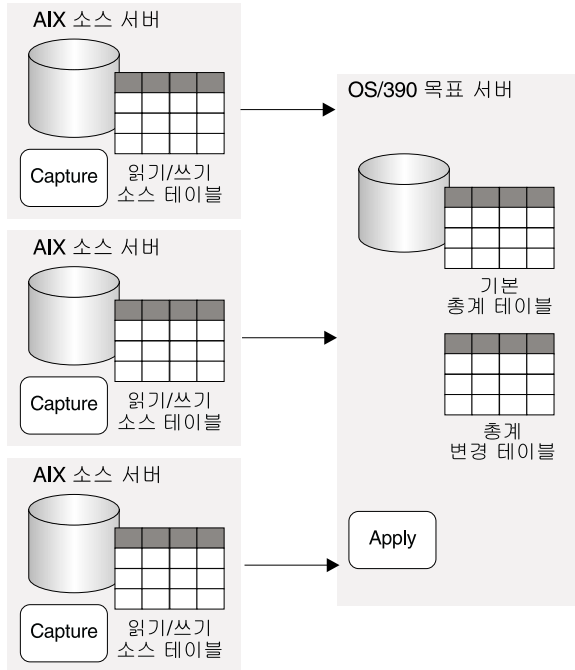 AIX 소스 서버
Capture
읽기/쓰기
소스 테이블
AIX 소스 서버
Capture
읽기/쓰기
소스 테이블
AIX 소스 서버
Capture
읽기/쓰기
소스 테이블
OS/390 목표 서버
기본
총계 테이블
총계
변경 테이블
Apply